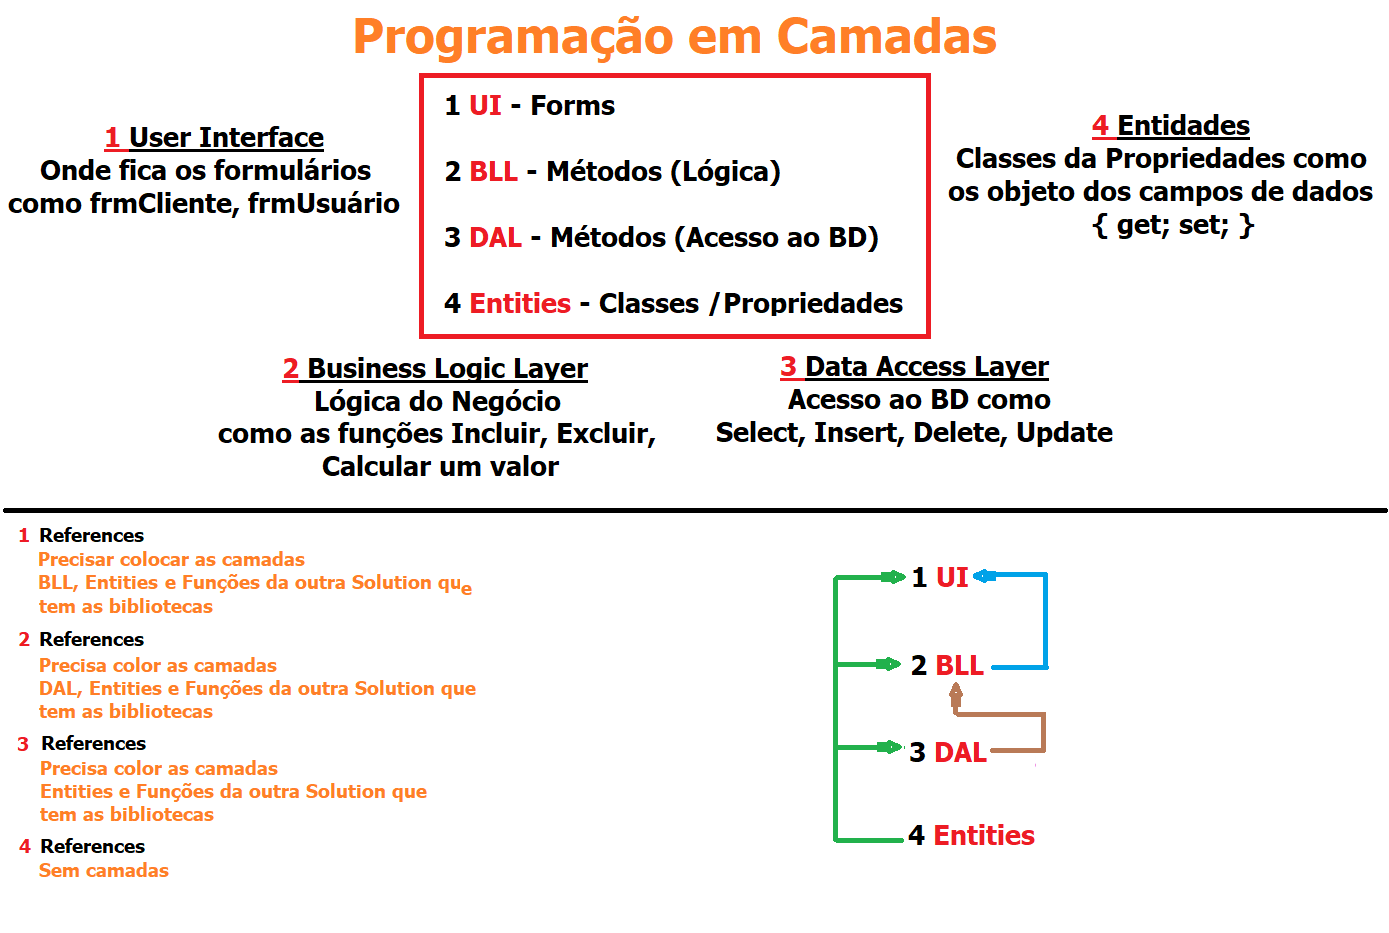 Programação em Camadas
1 UI - Forms
2 BLL - Métodos (Lógica)
3 DAL - Métodos (Acesso ao BD)
4 Entities - Classes /Propriedades
1 User Interface
Onde fica os formulários
como frmCliente, frmUsuário
4 Entidades
Classes da Propriedades como
os objeto dos campos de dados
{ get; set; }
2 Business Logic Layer
Lógica do Negócio
como as funções Incluir, Excluir,
Calcular um valor
3 Data Access Layer
Acesso ao BD como
Select, Insert, Delete, Update
1 References
Precisar colocar as camadas
BLL, Entities e Funções da outra Solution que
tem as bibliotecas
2 References
Precisa color as camadas
DAL, Entities e Funções da outra Solution que
tem as bibliotecas
3 References
Precisa color as camadas
Entities e Funções da outra Solution que
tem as bibliotecas
4 References
Sem camadas
1 UI
2 BLL
3 DAL
4 Entities